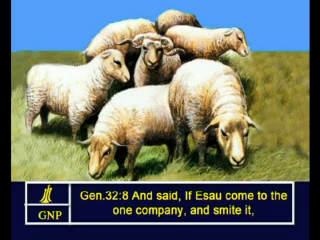 Gen.32:8 And said, If Esau come to the
one company, and smite it,
GNP